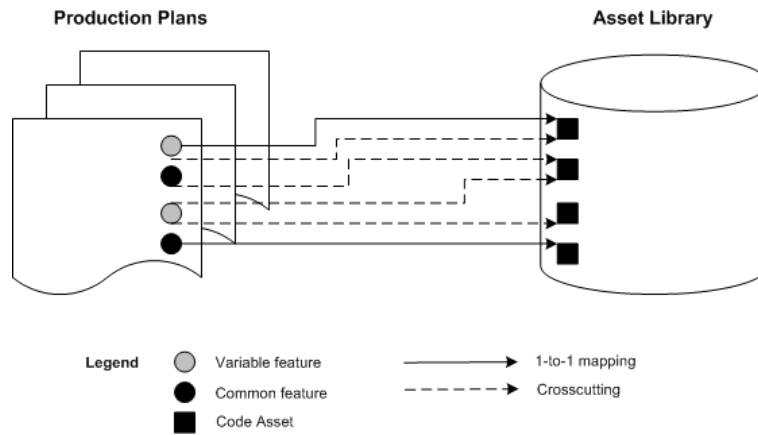 Production Plans
Asset Library
Legend
Variable feature
1-to-1 mapping
Common feature
Crosscutting
Code Asset